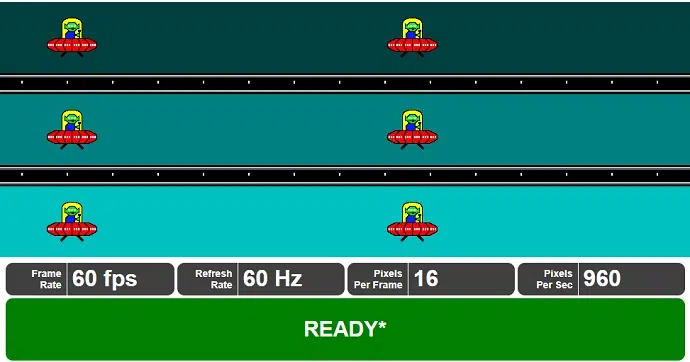 Frame
Rate
60 fps
Refresh
Rate
60 Hz
Pixels
Per Frame
16
Pixels
Per Sec
960
READY*